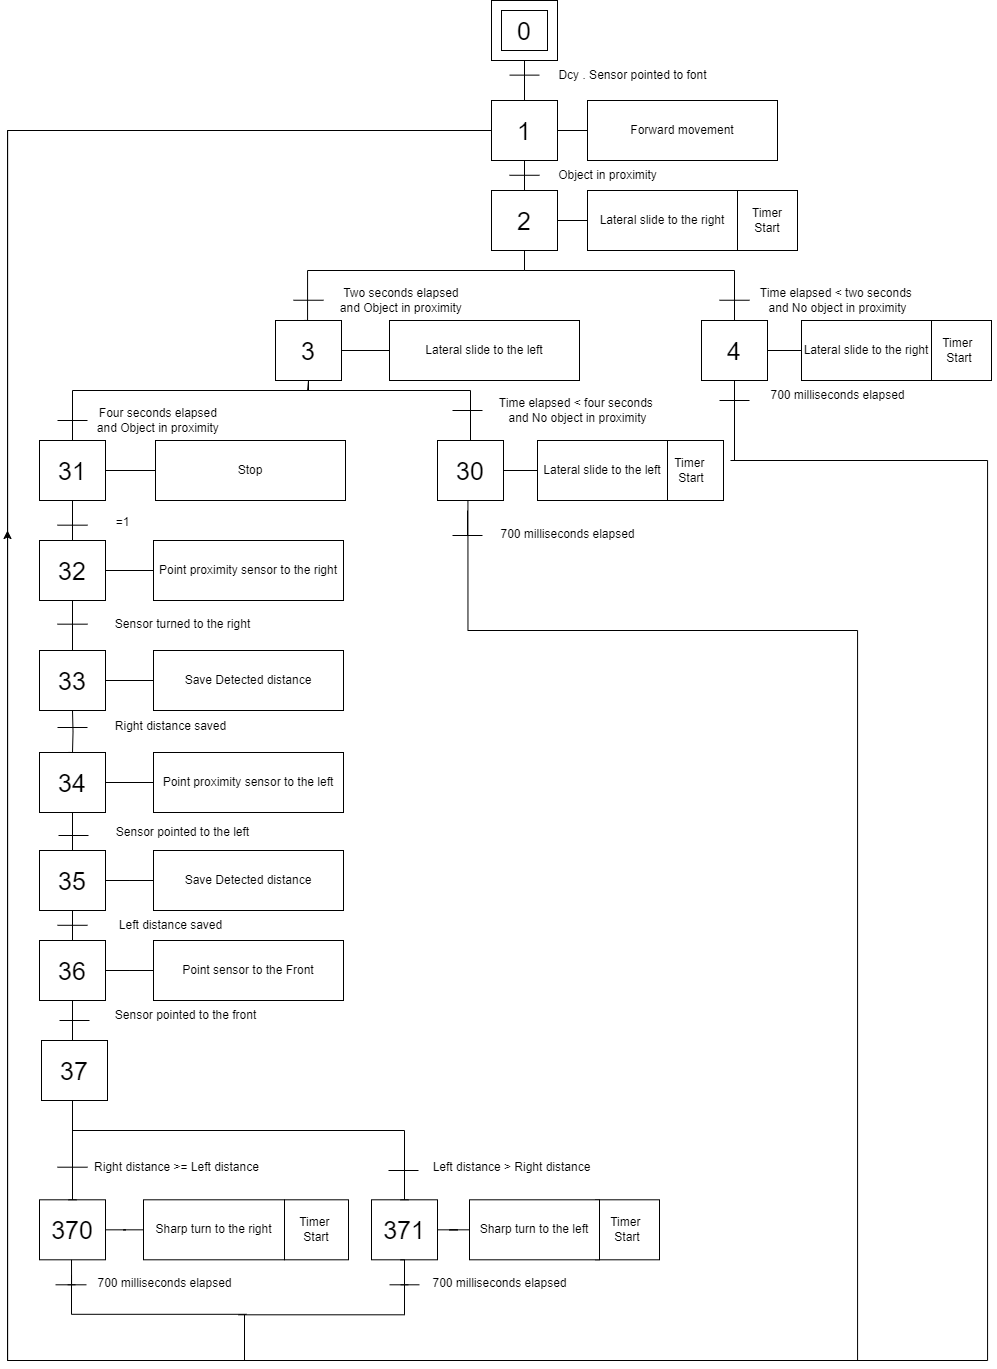 0
Dcy . Sensor pointed to font
1
Forward movement
Object in proximity
2
Lateral slide to the right
Timer
Start
Two seconds elapsed
and Object in proximity
Time elapsed < two seconds
and No object in proximity
3
Lateral slide to the left
4
Lateral slide to the right
Timer
Start
700 milliseconds elapsed
Four seconds elapsed
and Object in proximity
Time elapsed < four seconds
and No object in proximity
31
Stop
30
Lateral slide to the left
Timer
Start
=1
700 milliseconds elapsed
32
Point proximity sensor to the right
Sensor turned to the right
33
Save Detected distance
Right distance saved
34
Point proximity sensor to the left
Sensor pointed to the left
35
Save Detected distance
Left distance saved
36
Point sensor to the Front
Sensor pointed to the front
37
Right distance >= Left distance
Left distance > Right distance
370
Sharp turn to the right
Timer
Start
371
Sharp turn to the left
Timer
Start
700 milliseconds elapsed
700 milliseconds elapsed